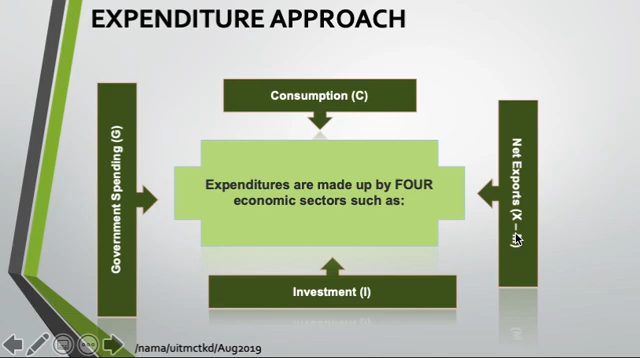 EXPENDITURE APPROACH
Consumption (C)
Government Spending (G)
Expenditures are made up by FOUR
economic sectors such as:
Net Exports (X –
Investment (I)
/nama/uitmctkd/Aug2019